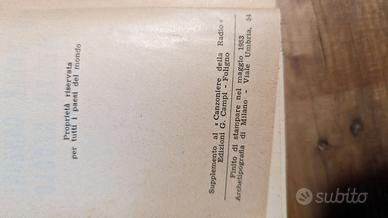 Proprietà riservata
per tutti i paesi del mondo
Supplemento al « Canzoniere della Radio »
Edizioni G. Campi - Foligno
Finito di stampare nel maggio 1953
Archetipografia di Milano - Viale Umbria, 54
subito